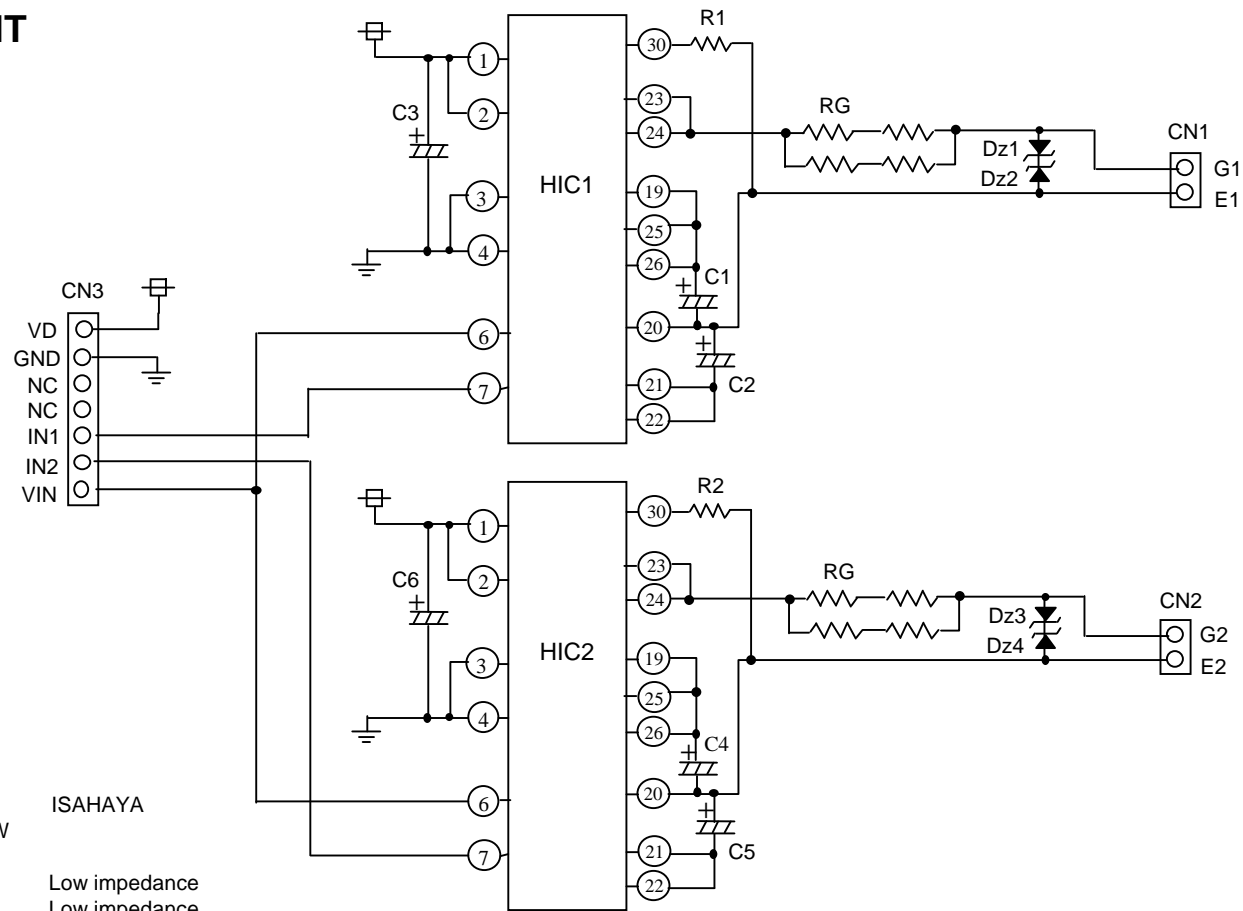 IT
R1
30
1
23
C3
+
2
24
RG
CN1
Dz1
Dz2
G1
E1
HIC1
3
19
25
4
26
+
C1
CN3
VD
GND
NC
NC
IN1
IN2
VIN
6
20
+
C2
7
21
22
R2
30
1
23
C6
+
2
24
RG
CN2
Dz3
Dz4
G2
E2
HIC2
3
19
25
4
26
+
C4
ISAHAYA
6
20
+
C5
7
21
22
Low impedance
Low impedance